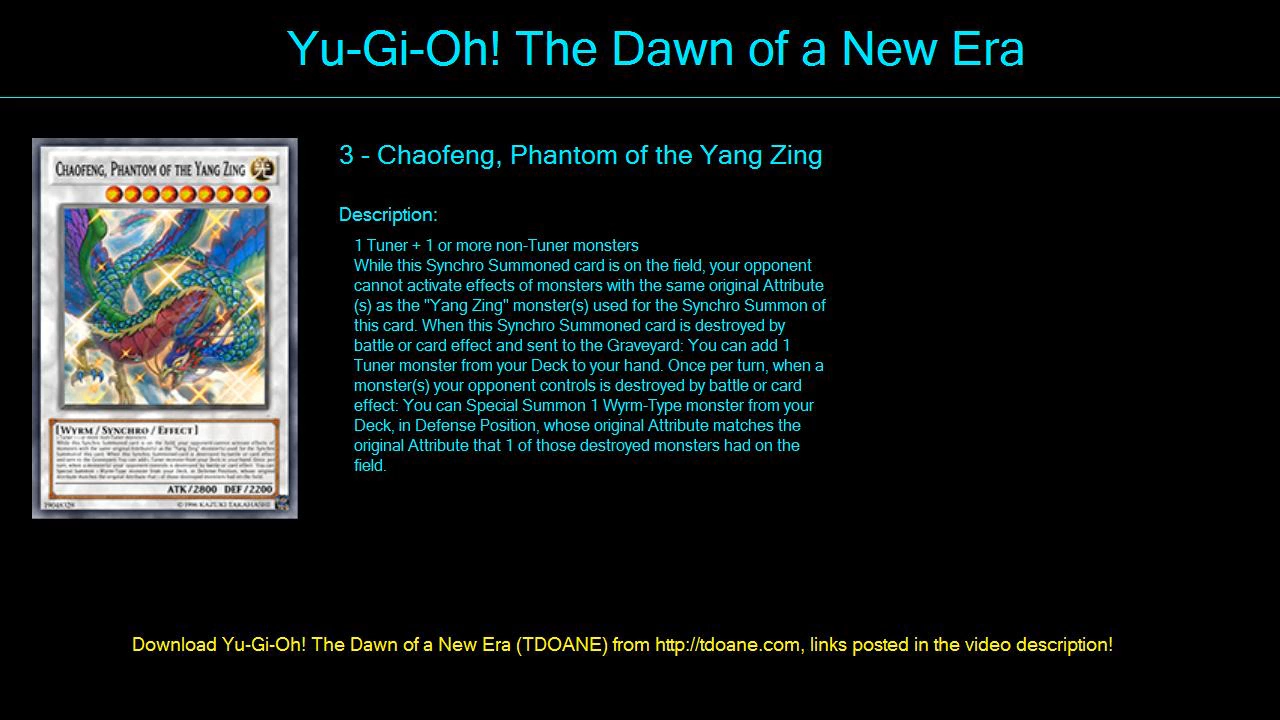 Yu-Gi-Oh! The Dawn of a New Era
CHAOFENG, PHANTOM OF THE YANG ZING
光
[WYRM / SYNCHRO / EFFECT]
ATK/2800 DEF/2200
©1996 KAZUKI TAKAHASHI
3 - Chaofeng, Phantom of the Yang Zing
Description:
1 Tuner + 1 or more non-Tuner monsters
While this Synchro Summoned card is on the field, your opponent
cannot activate effects of monsters with the same original Attribute
(s) as the "Yang Zing" monster(s) used for the Synchro Summon of
this card. When this Synchro Summoned card is destroyed by
battle or card effect and sent to the Graveyard: You can add 1
Tuner monster from your Deck to your hand. Once per turn, when a
monster(s) your opponent controls is destroyed by battle or card
effect: You can Special Summon 1 Wyrm-Type monster from your
Deck, in Defense Position, whose original Attribute matches the
original Attribute that 1 of those destroyed monsters had on the
field.
Download Yu-Gi-Oh! The Dawn of a New Era (TDOANE) from http://tdoane.com, links posted in the video description!